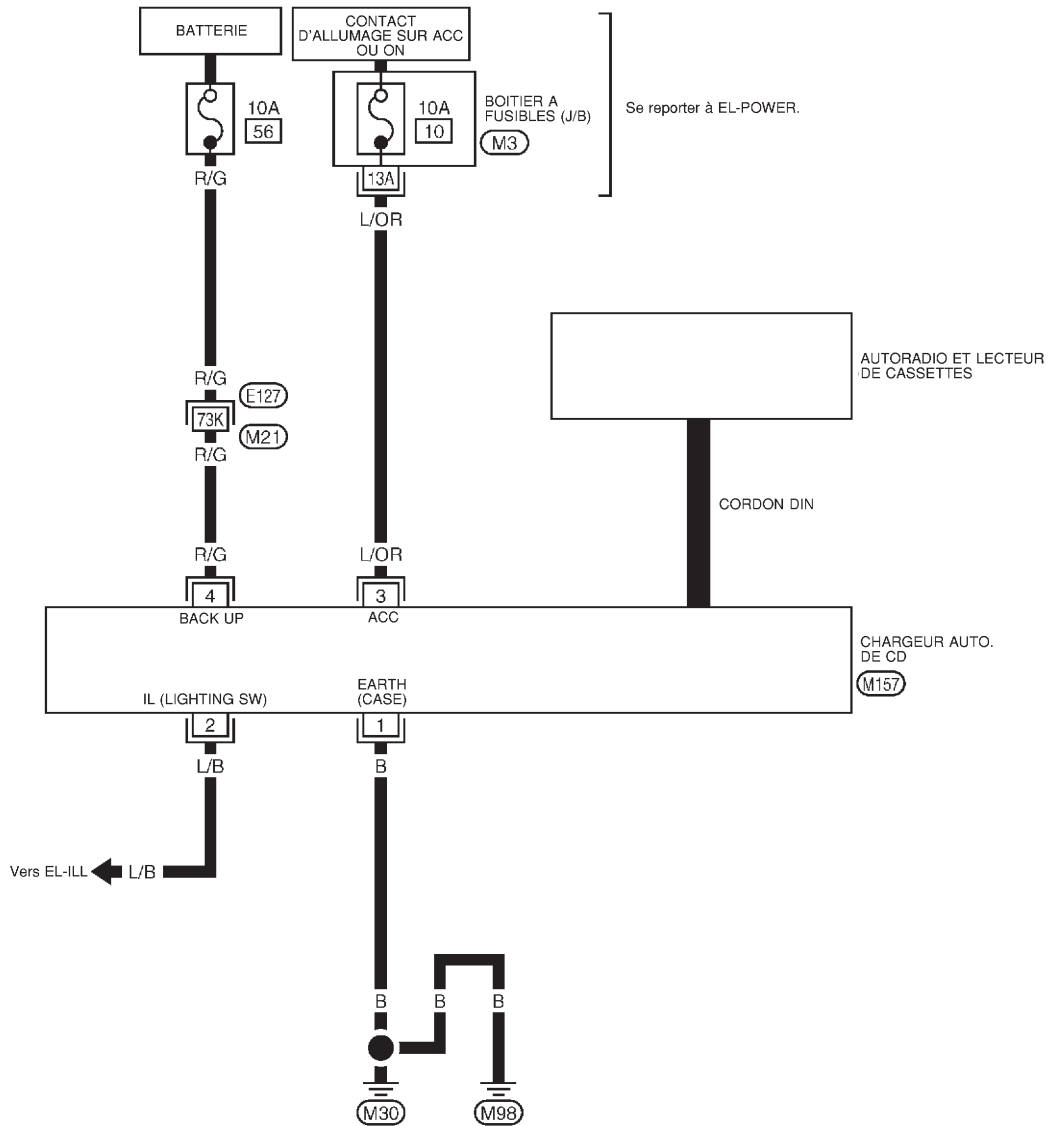 BATTERIE
CONTACT
D'ALLUMAGE SUR ACC
OU ON
10A
56
10A
10
BOITIER A
FUSIBLES (J/B)
M3
Se reporter à EL-POWER.
R/G
13A
L/OR
R/G
E127
73K
M21
R/G
AUTORADIO ET LECTEUR
DE CASSETTES
CORDON DIN
R/G
L/OR
4
3
BACK UP
ACC
CHARGEUR AUTO.
DE CD
M157
IL (LIGHTING SW)
EARTH
(CASE)
2
1
L/B
B
Vers EL-ILL
L/B
B
B
B
M30
M98